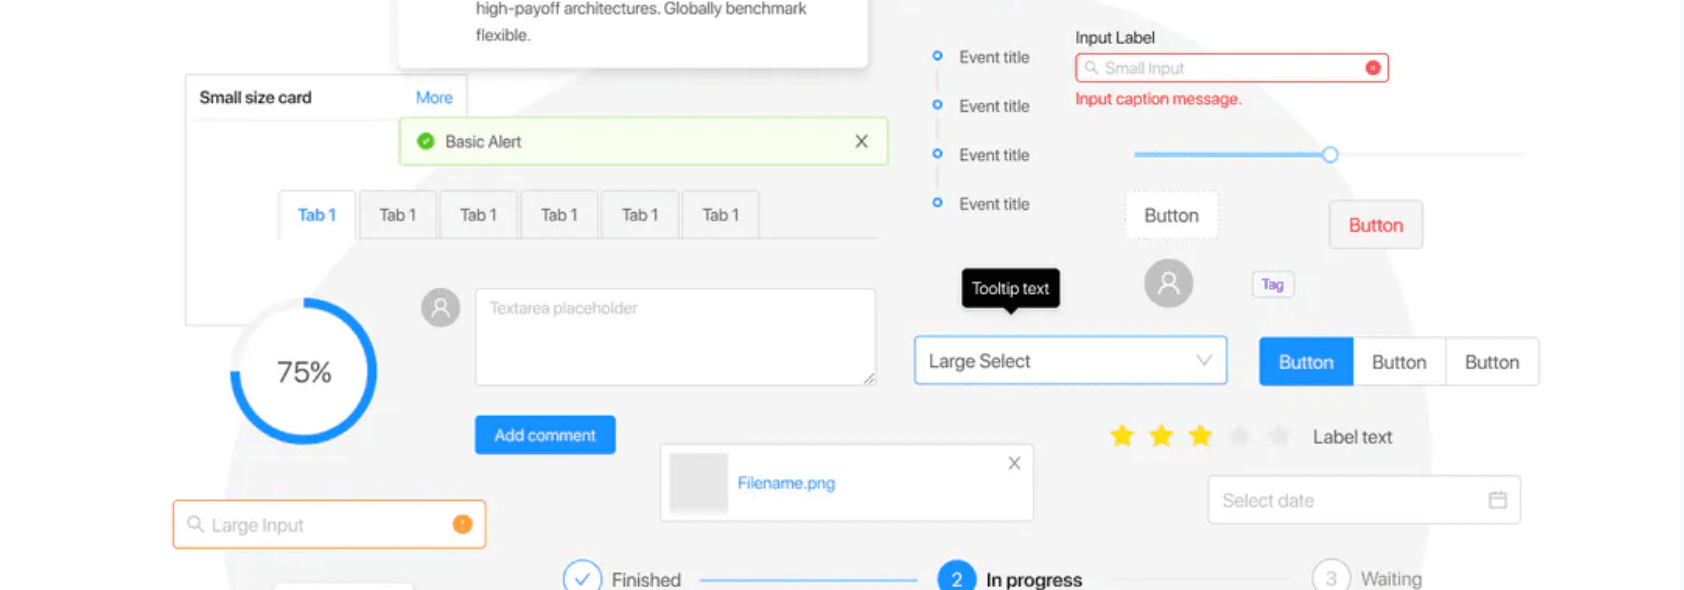 high-payoff architectures. Globally benchmark
flexible.
Small size card
More
Basic Alert
Tab 1
Tab 1
Tab 1
Tab 1
Tab 1
Tab 1
75%
Textarea placeholder
Add comment
Filename.png
Large Input
Event title
Event title
Event title
Event title
Input Label
Small Input
Input caption message.
Button
Button
Tooltip text
Tag
Large Select
Button
Button
Button
Label text
Select date
Finished
2
In progress
3
Waiting